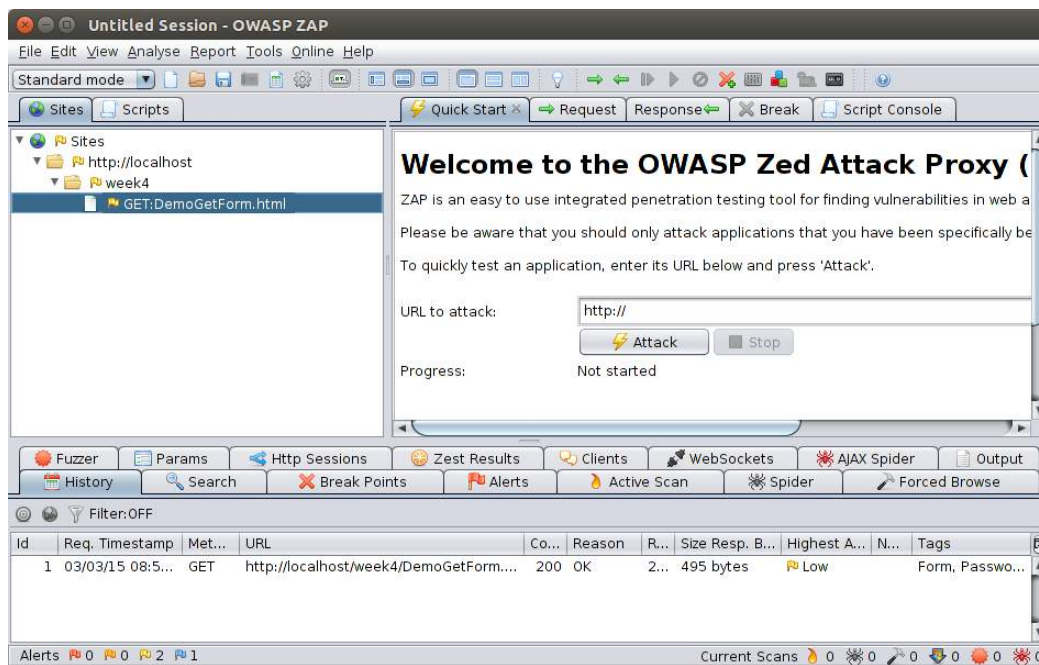 Untitled Session - OWASP ZAP
File Edit View Analyse Report Tools Online Help
Standard mode
Sites Scripts
Quick Start Request Response Break Script Console
Sites
http://localhost
week4
GET:DemoGetForm.html
Welcome to the OWASP Zed Attack Proxy (
ZAP is an easy to use integrated penetration testing tool for finding vulnerabilities in web a
Please be aware that you should only attack applications that you have been specifically be
To quickly test an application, enter its URL below and press 'Attack'.
URL to attack: http://
Attack Stop
Progress: Not started
Fuzzer Params Http Sessions Zest Results Clients WebSockets AJAX Spider Output
History Search Break Points Alerts Active Scan Spider Forced Browse
Filter:OFF
Id Req. Timestamp Met... URL Co... Reason R... Size Resp. B... Highest A... N... Tags
1 03/03/15 08:5... GET http://localhost/week4/DemoGetForm.... 200 OK 2... 495 bytes Low Form, Passwo...
Alerts 0 0 2 1 Current Scans 0 0 0 0 0 0